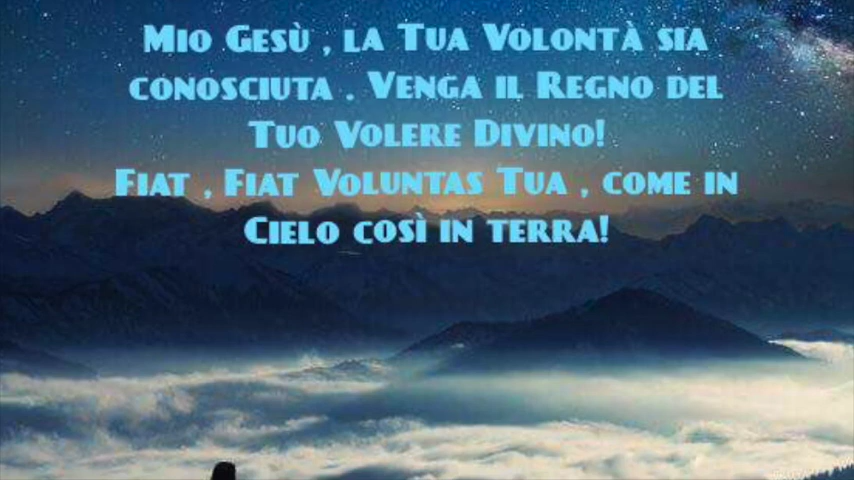 Mio Gesù , la Tua Volontà sia
conosciuta . Venga il Regno del
Tuo Volere Divino!
Fiat , Fiat Voluntas Tua , come in
Cielo così in terra!